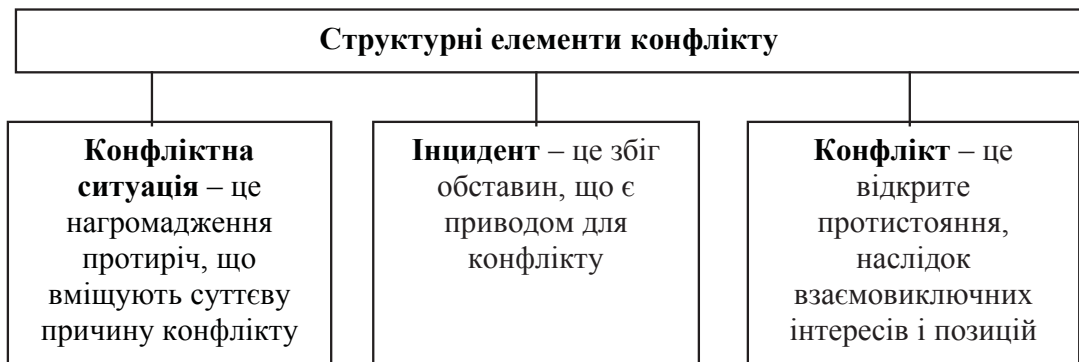 Структурні елементи конфлікту
Конфліктна
ситуація – це
нагромадження
протиріч, що
вміщують суттєву
причину конфлікту
Інцидент – це збіг
обставин, що є
приводом для
конфлікту
Конфлікт – це
відкрите
протистояння,
наслідок
взаємовиключних
інтересів і позицій